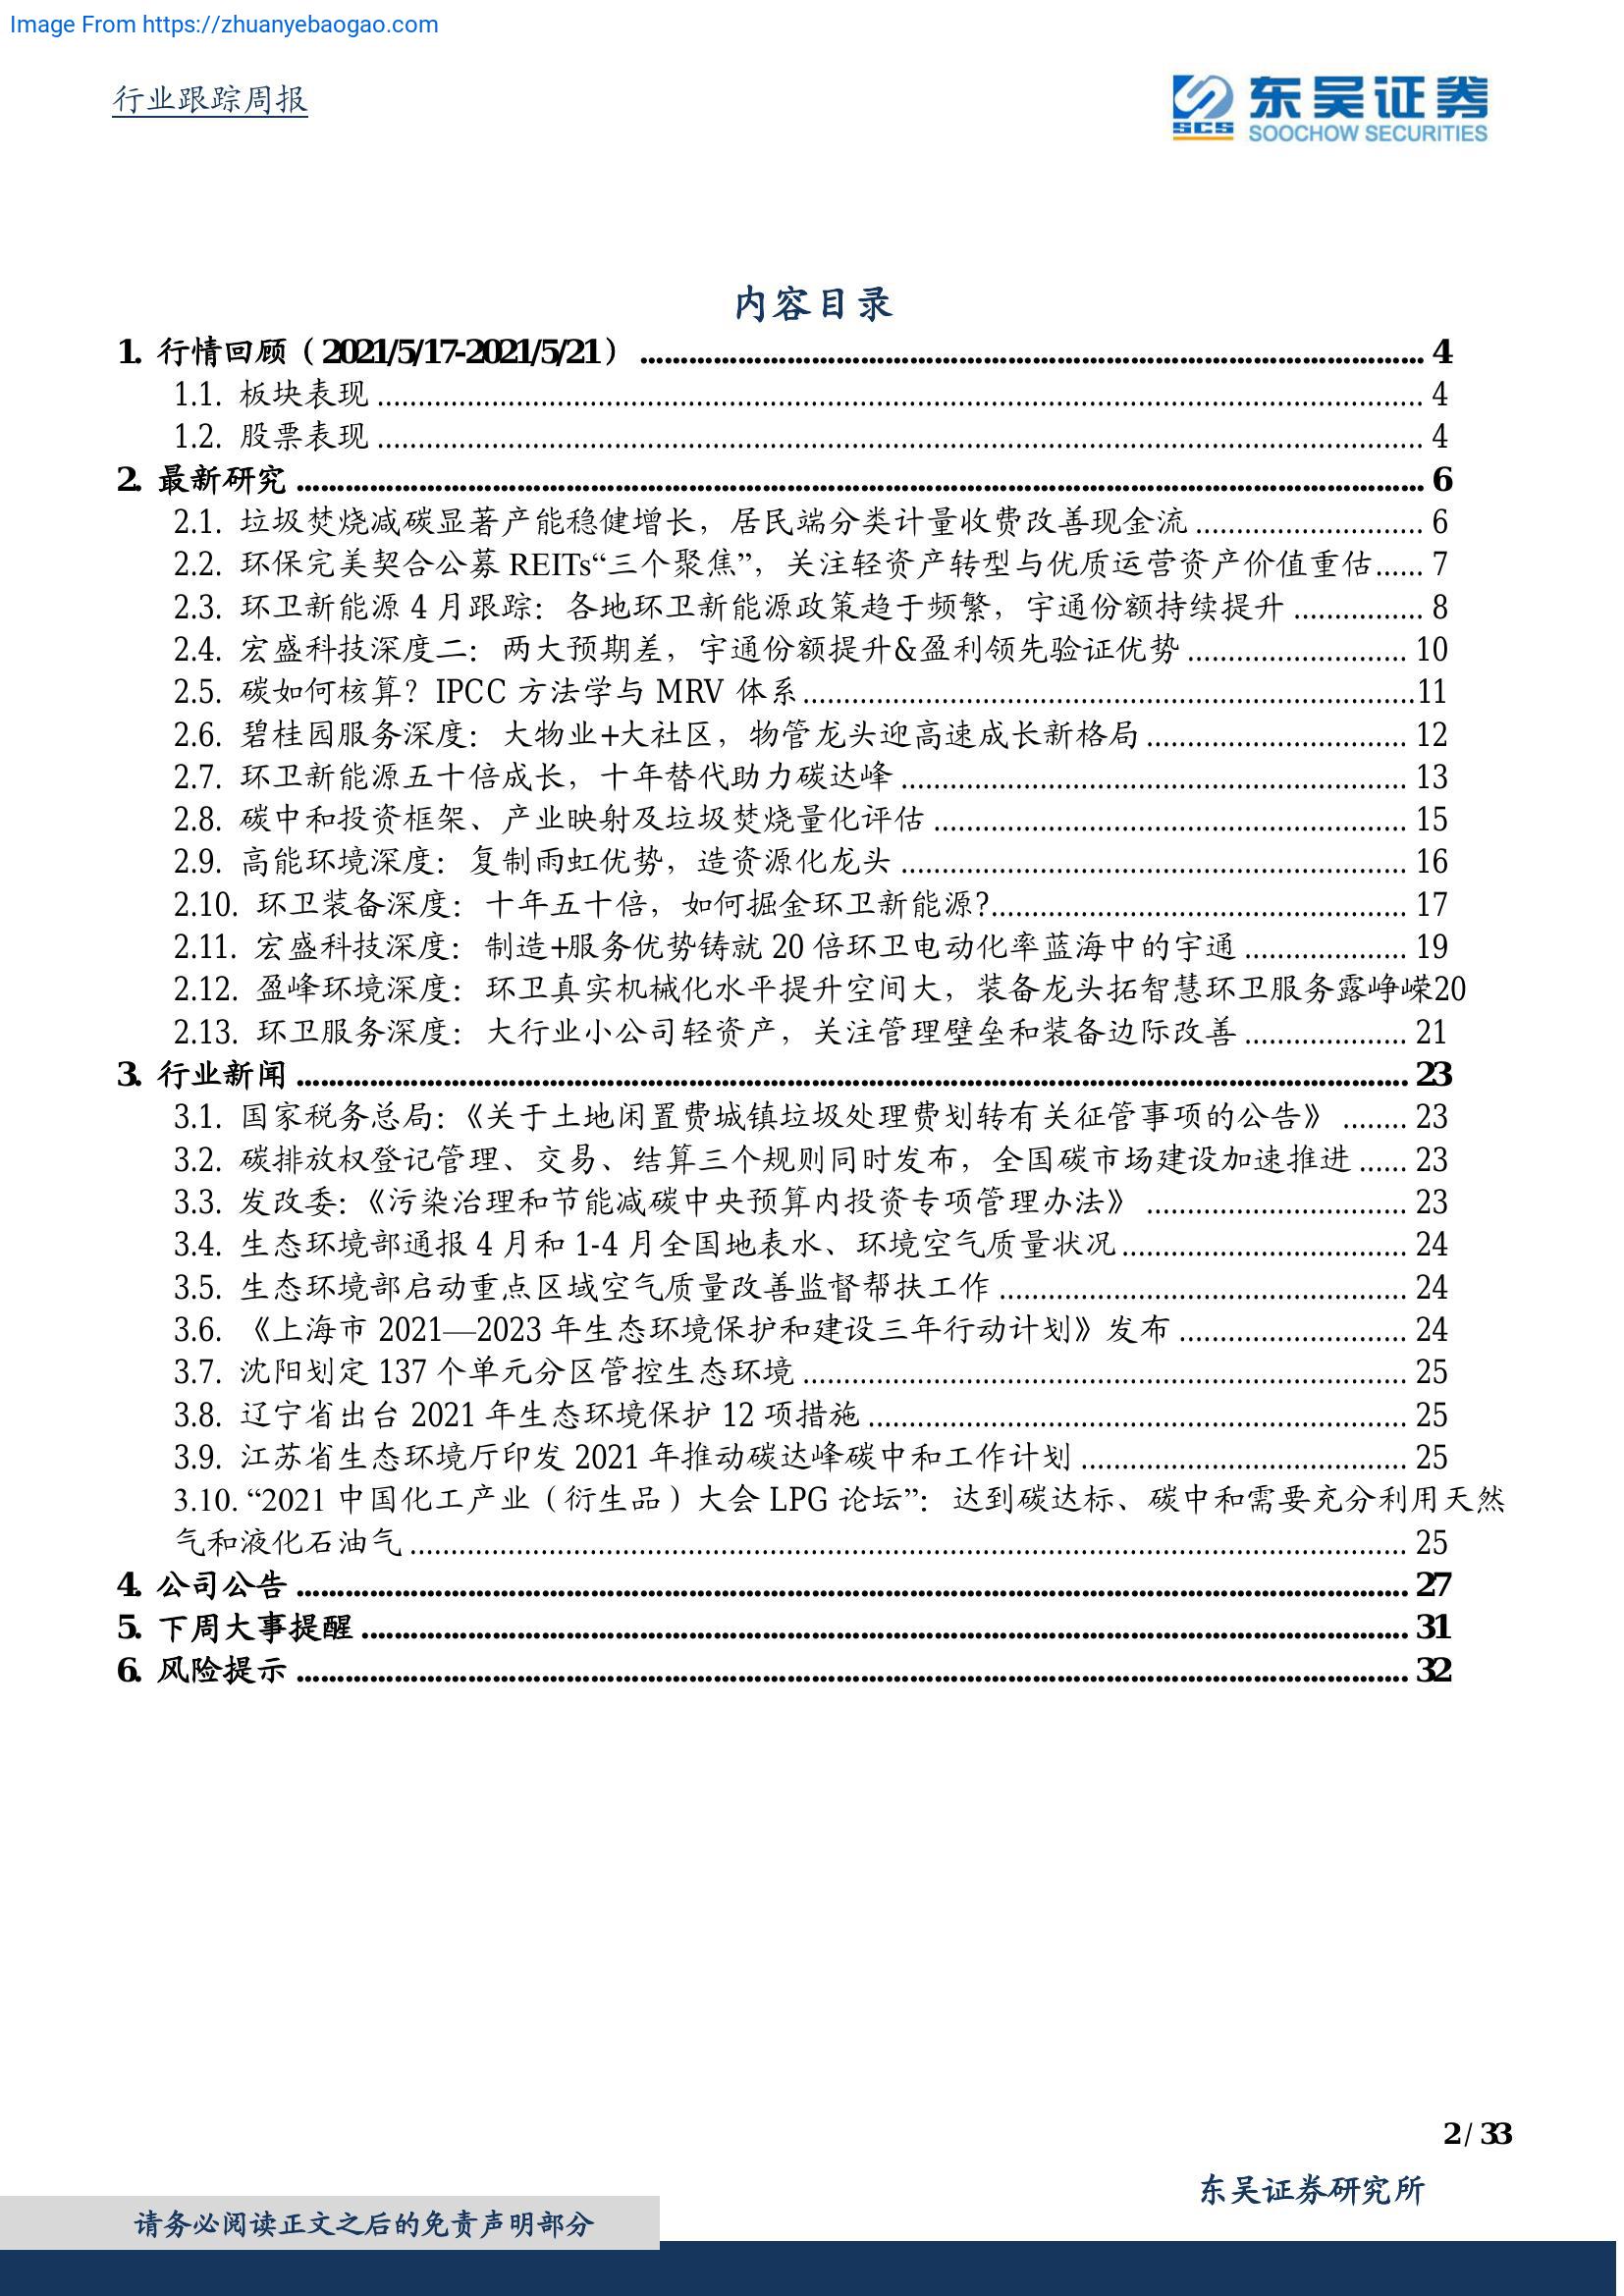 Image From https://zhuanyebaogao.com
行业跟踪周报
SCS
东吴证券
SOOCHOW SECURITIES
内容目录
1. 行情回顾（2021/5/17-2021/5/21） ........ 4
1.1. 板块表现 ........ 4
1.2. 股票表现 ........ 4
2. 最新研究 ........ 6
2.1. 垃圾焚烧减碳显著产能稳健增长，居民端分类计量收费改善现金流 ........ 6
2.2. 环保完美契合公募 REITs“三个聚焦”，关注轻资产转型与优质运营资产价值重估...... 7
2.3. 环卫新能源 4 月跟踪：各地环卫新能源政策趋于频繁，宇通份额持续提升 ........ 8
2.4. 宏盛科技深度二：两大预期差，宇通份额提升&盈利领先验证优势 ........ 10
2.5. 碳如何核算？IPCC 方法学与 MRV 体系 ........ 11
2.6. 碧桂园服务深度：大物业+大社区，物管龙头迎高速成长新格局 ........ 12
2.7. 环卫新能源五十倍成长，十年替代助力碳达峰 ........ 13
2.8. 碳中和投资框架、产业映射及垃圾焚烧量化评估 ........ 15
2.9. 高能环境深度：复制雨虹优势，造资源化龙头 ........ 16
2.10. 环卫装备深度：十年五十倍，如何掘金环卫新能源？ ........ 17
2.11. 宏盛科技深度：制造+服务优势铸就 20 倍环卫电动化率蓝海中的宇通 ........ 19
2.12. 盈峰环境深度：环卫真实机械化水平提升空间大，装备龙头拓智慧环卫服务露峥嵘20
2.13. 环卫服务深度：大行业小公司轻资产，关注管理壁垒和装备边际改善 ........ 21
3. 行业新闻 ........ 23
3.1. 国家税务总局：《关于土地闲置费城镇垃圾处理费划转有关征管事项的公告》 ........ 23
3.2. 碳排放权登记管理、交易、结算三个规则同时发布，全国碳市场建设加速推进 ...... 23
3.3. 发改委：《污染治理和节能减碳中央预算内投资专项管理办法》 ........ 23
3.4. 生态环境部通报 4 月和 1-4 月全国地表水、环境空气质量状况 ........ 24
3.5. 生态环境部启动重点区域空气质量改善监督帮扶工作 ........ 24
3.6. 《上海市 2021—2023 年生态环境保护和建设三年行动计划》发布 ........ 24
3.7. 沈阳划定 137 个单元分区管控生态环境 ........ 25
3.8. 辽宁省出台 2021 年生态环境保护 12 项措施 ........ 25
3.9. 江苏省生态环境厅印发 2021 年推动碳达峰碳中和工作计划 ........ 25
3.10. “2021 中国化工产业（衍生品）大会 LPG 论坛”：达到碳达标、碳中和需要充分利用天然
气和液化石油气 ........ 25
4. 公司公告 ........ 27
5. 下周大事提醒 ........ 31
6. 风险提示 ........ 32
2 / 33
东吴证券研究所
请务必阅读正文之后的免责声明部分